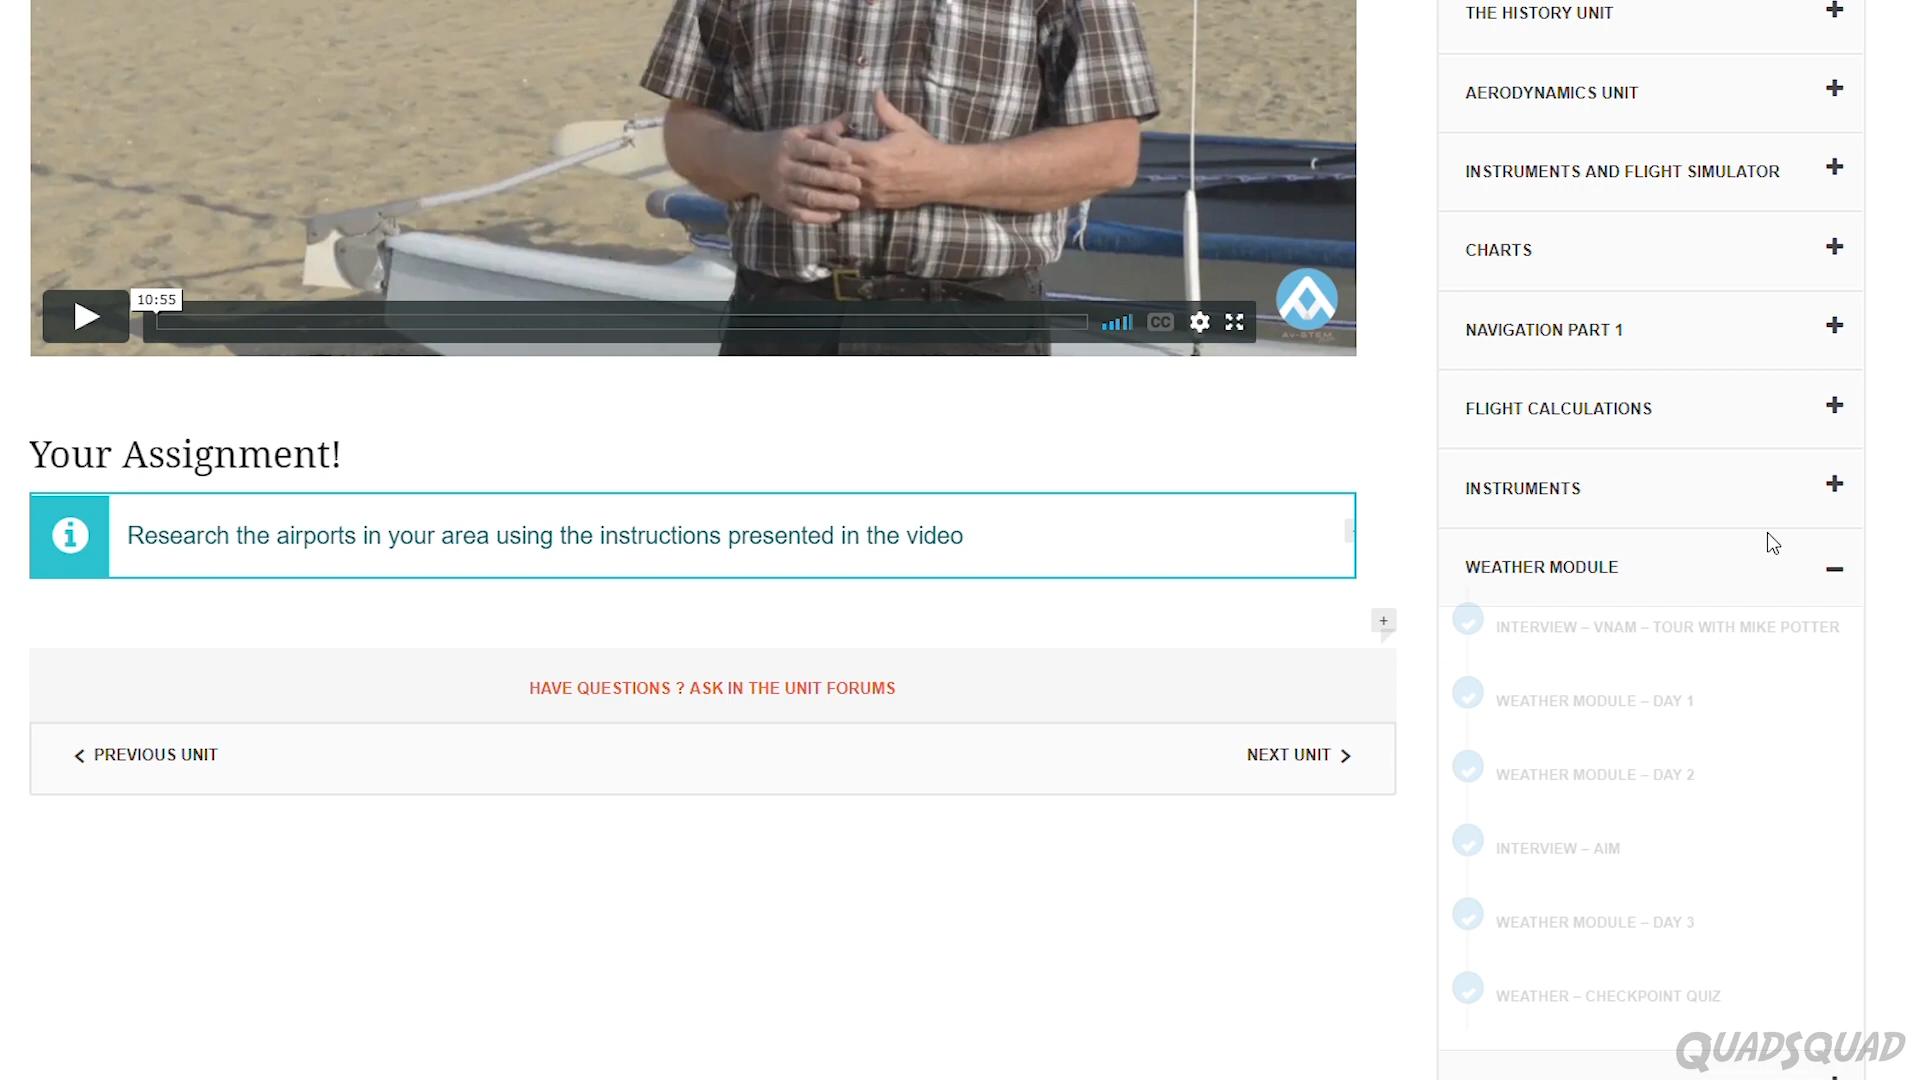 10:55
CC
AV-STEM
Your Assignment!
Research the airports in your area using the instructions presented in the video
+
HAVE QUESTIONS ? ASK IN THE UNIT FORUMS
PREVIOUS UNIT
NEXT UNIT
THE HISTORY UNIT
AERODYNAMICS UNIT
INSTRUMENTS AND FLIGHT SIMULATOR
CHARTS
NAVIGATION PART 1
FLIGHT CALCULATIONS
INSTRUMENTS
WEATHER MODULE
INTERVIEW – VNAM – TOUR WITH MIKE POTTER
WEATHER MODULE – DAY 1
WEATHER MODULE – DAY 2
INTERVIEW – AIM
WEATHER MODULE – DAY 3
WEATHER – CHECKPOINT QUIZ
QUADSQUAD